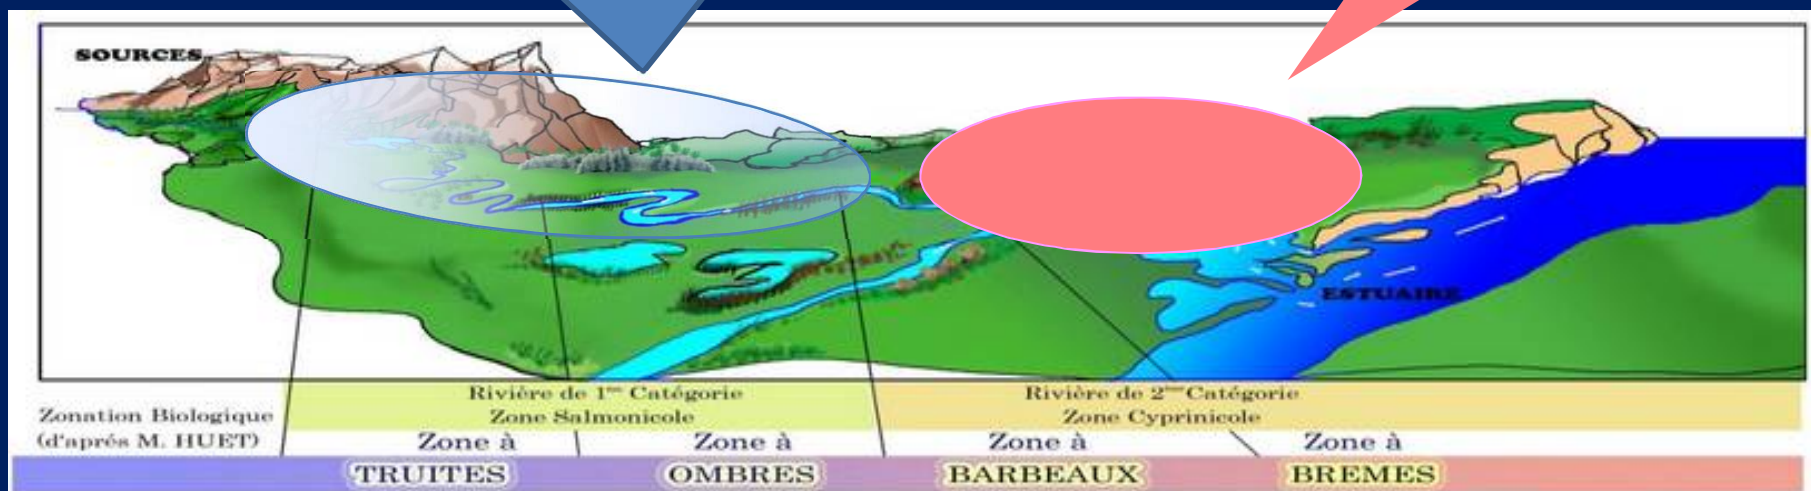 SOURCES
ESTUAIRE
Rivière de 1ère Catégorie
Zone Salmonicole
Rivière de 2ème Catégorie
Zone Cyprinicole
Zonation Biologique
(d'aprés M. HUET)
Zone à
TRUITES
Zone à
OMBRES
Zone à
BARBEAUX
Zone à
BREMES